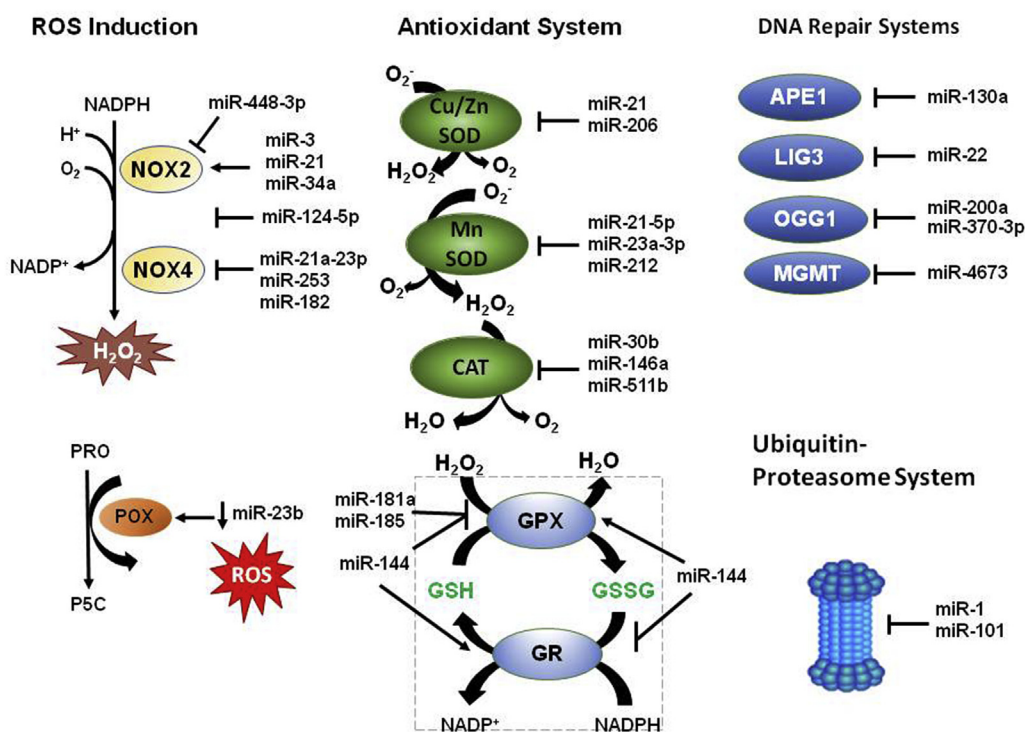 ROS Induction
NADPH
H⁺
O₂
NOX2
miR-448-3p
miR-3
miR-21
miR-34a
miR-124-5p
NADP⁺
NOX4
miR-21a-23p
miR-253
miR-182
H₂O₂
PRO
POX
miR-23b
ROS
P5C
Antioxidant System
O₂⁻
Cu/Zn
SOD
miR-21
miR-206
H₂O₂
O₂
O₂⁻
Mn
SOD
miR-21-5p
miR-23a-3p
miR-212
O₂
H₂O₂
CAT
miR-30b
miR-146a
miR-511b
H₂O
O₂
H₂O₂
H₂O
miR-181a
miR-185
GPX
miR-144
miR-144
GSH
GSSG
GR
NADP⁺
NADPH
DNA Repair Systems
APE1
miR-130a
LIG3
miR-22
OGG1
miR-200a
miR-370-3p
MGMT
miR-4673
Ubiquitin-
Proteasome System
miR-1
miR-101